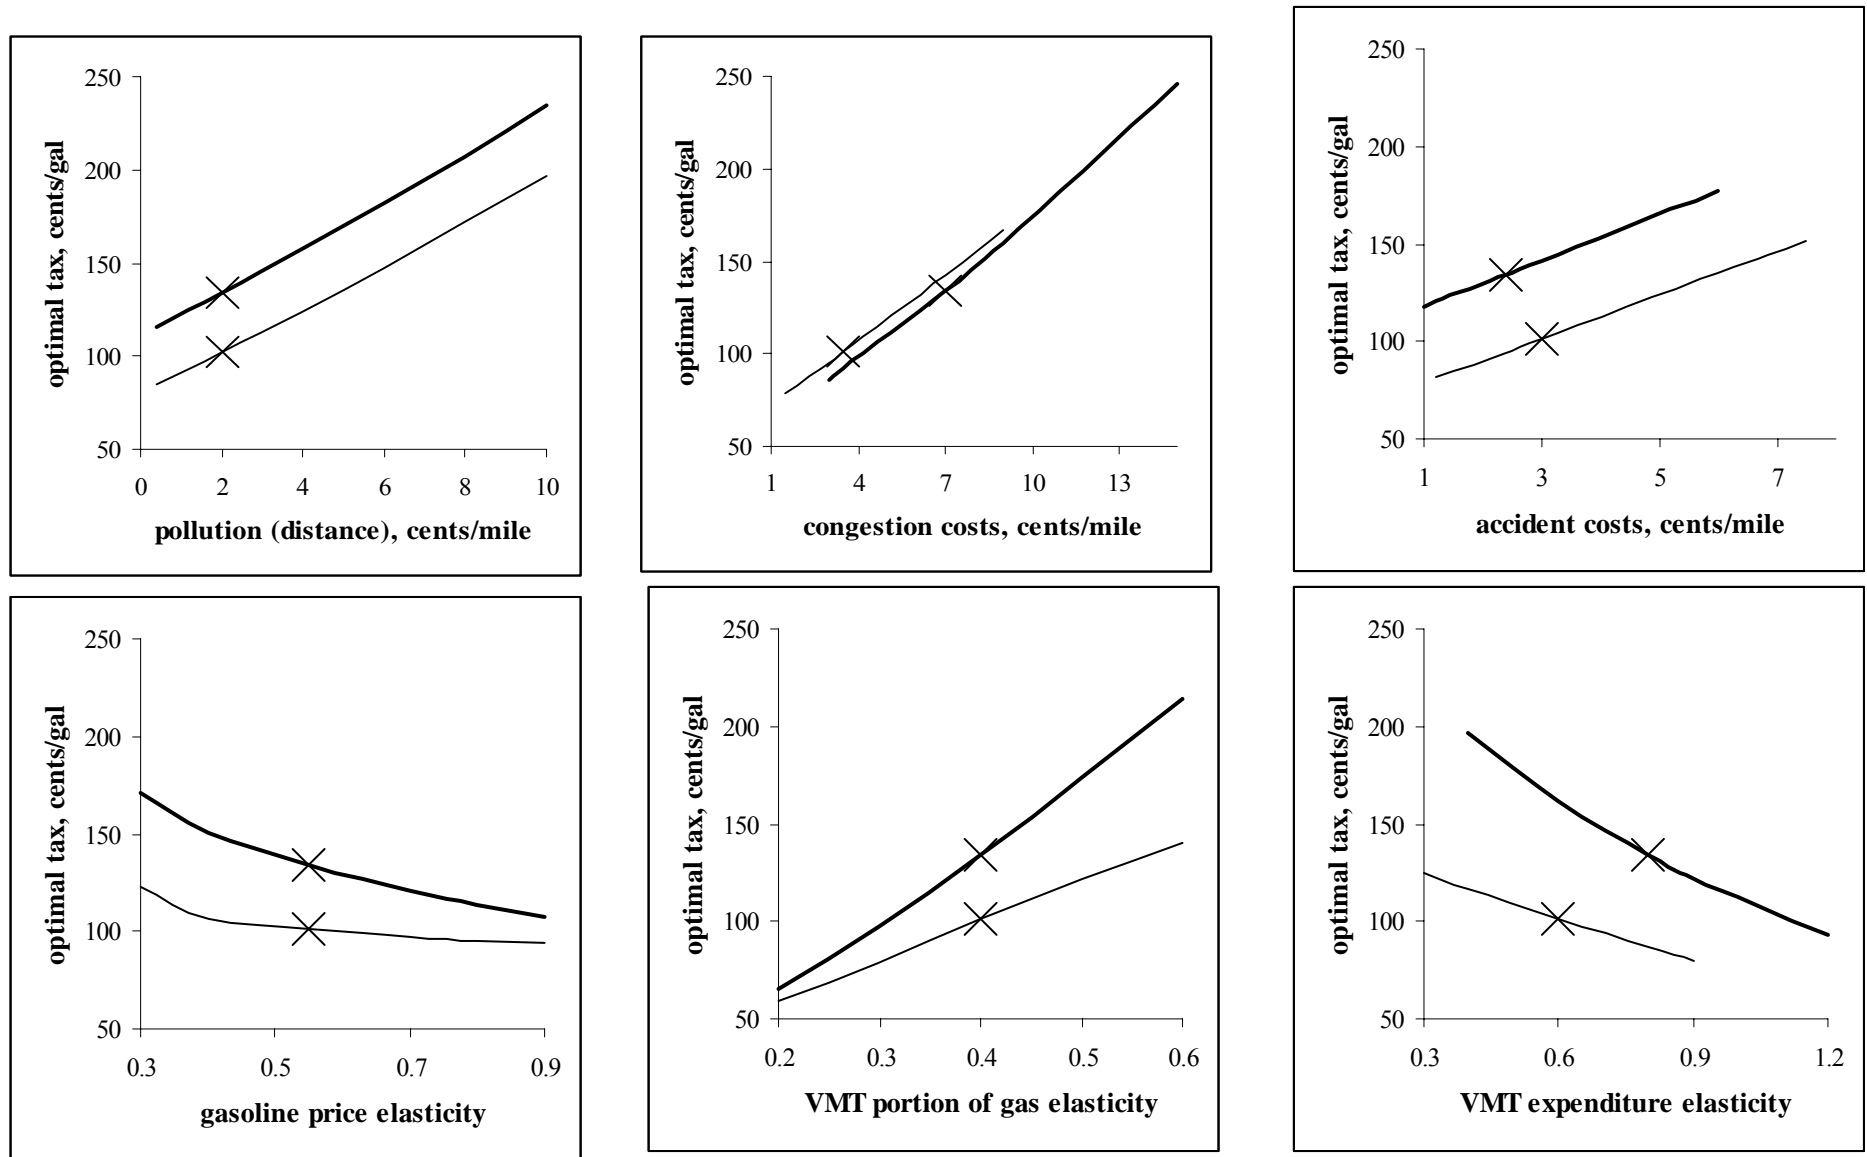 optimal tax, cents/gal
250
200
150
100
50
0 2 4 6 8 10
pollution (distance), cents/mile
optimal tax, cents/gal
250
200
150
100
50
1 4 7 10 13
congestion costs, cents/mile
optimal tax, cents/gal
250
200
150
100
50
1 3 5 7
accident costs, cents/mile
optimal tax, cents/gal
250
200
150
100
50
0.3 0.5 0.7 0.9
gasoline price elasticity
optimal tax, cents/gal
250
200
150
100
50
0.2 0.3 0.4 0.5 0.6
VMT portion of gas elasticity
optimal tax, cents/gal
250
200
150
100
50
0.3 0.6 0.9 1.2
VMT expenditure elasticity